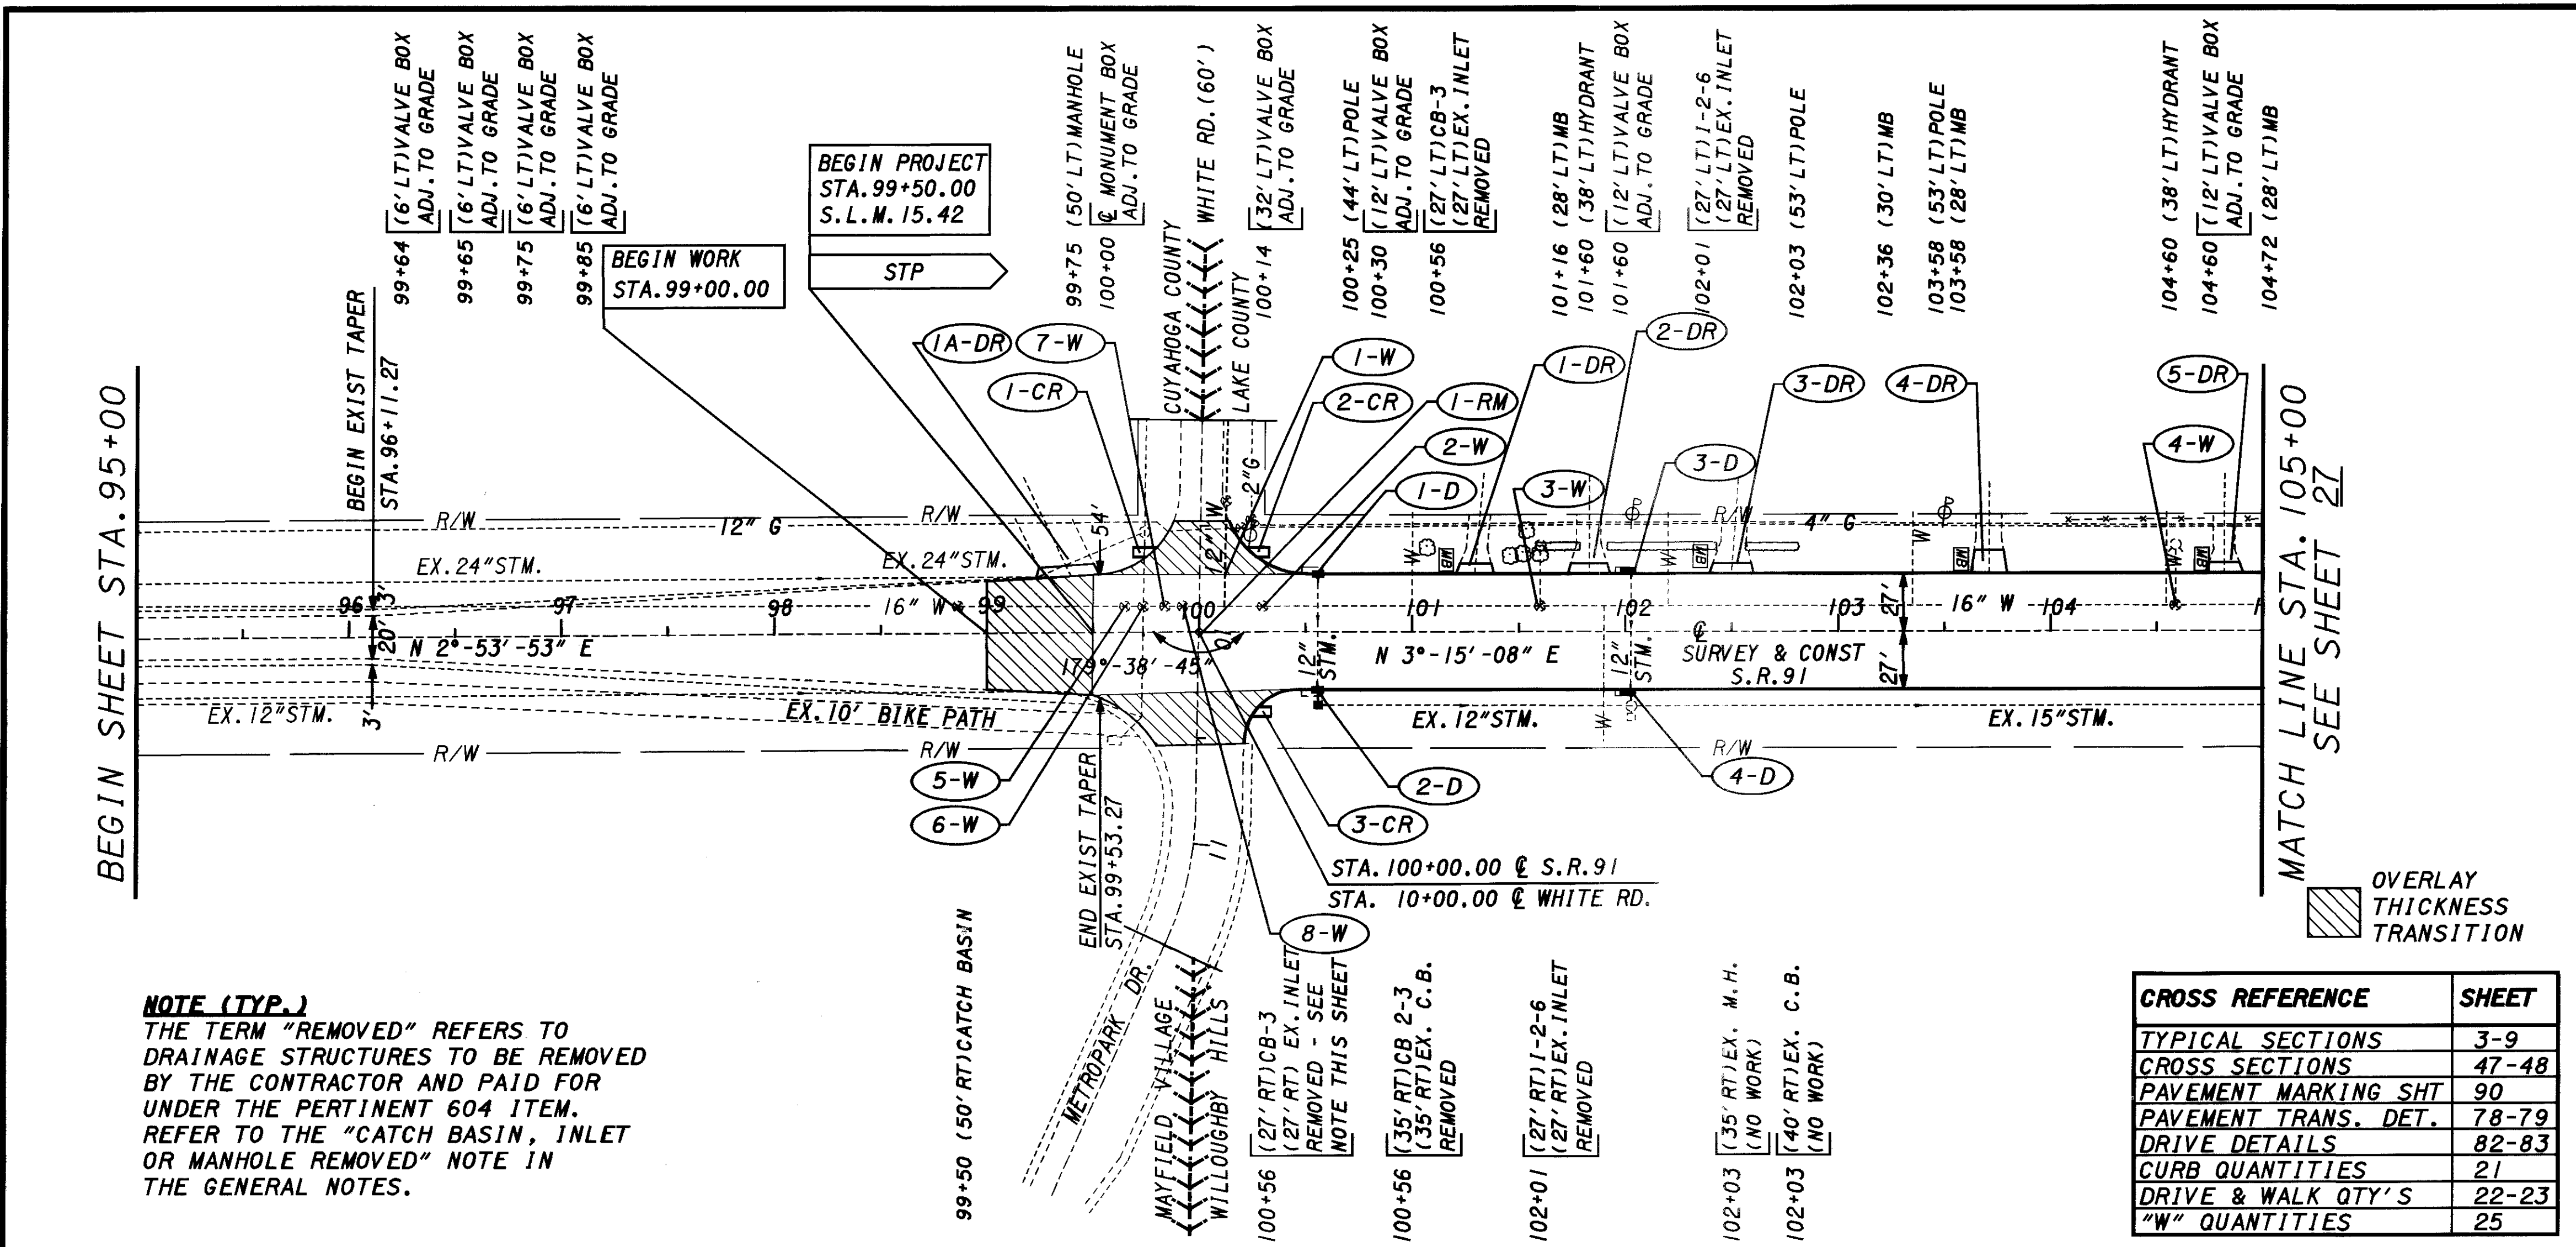 99+64 (6' LT)VALVE BOX
ADJ.TO GRADE
99+65 (6' LT)VALVE BOX
ADJ.TO GRADE
99+75 (6' LT)VALVE BOX
ADJ.TO GRADE
99+85 (6' LT)VALVE BOX
ADJ.TO GRADE
BEGIN WORK
STA.99+00.00
BEGIN PROJECT
STA.99+50.00
S.L.M.15.42
STP
99+75 (50' LT)MANHOLE
100+00 ℄ MONUMENT BOX
ADJ.TO GRADE
CUYAHOGA COUNTY
WHITE RD.(60')
LAKE COUNTY
100+14 (32' LT)VALVE BOX
ADJ.TO GRADE
100+25 (44' LT)POLE
100+30 (12' LT)VALVE BOX
ADJ.TO GRADE
100+56 (27' LT)CB-3
(27' LT)EX.INLET
REMOVED
101+16 (28' LT)MB
101+60 (38' LT)HYDRANT
101+60 (12' LT)VALVE BOX
ADJ.TO GRADE
102+01 (27' LT)I-2-6
(27' LT)EX.INLET
REMOVED
102+03 (53' LT)POLE
102+36 (30' LT)MB
103+58 (53' LT)POLE
103+58 (28' LT)MB
104+60 (38' LT)HYDRANT
104+60 (12' LT)VALVE BOX
ADJ.TO GRADE
104+72 (28' LT)MB
BEGIN SHEET STA.95+00
BEGIN EXIST TAPER
STA.96+11.27
1A-DR
7-W
1-CR
1-W
2-CR
1-RM
2-W
1-D
1-DR
2-DR
3-W
3-D
3-DR
4-DR
4-W
5-DR
R/W
12" G
R/W
54'
12" W
2"G
MB
R/W
MB
4" G
W
W
W
MB
W
MB
EX.24"STM.
EX.24"STM.
3'
96
97
98
16" W
99
100
101
102
103
27'
16" W
104
1
20'
N 2°-53'-53" E
179°-38'-45"
10
12"
STM.
N 3°-15'-08" E
12"
STM.
℄
SURVEY & CONST
S.R.91
27'
3'
EX.12"STM.
EX.10' BIKE PATH
EX.12"STM.
W
EX.15"STM.
R/W
R/W
R/W
5-W
6-W
2-D
3-CR
4-D
8-W
11
END EXIST TAPER
STA.99+53.27
STA.100+00.00 ℄ S.R.91
STA. 10+00.00 ℄ WHITE RD.
MATCH LINE STA.105+00
SEE SHEET 27
OVERLAY
THICKNESS
TRANSITION
METROPARK DR.
MAYFIELD VILLAGE
WILLOUGHBY HILLS
99+50 (50' RT)CATCH BASIN
100+56 (27' RT)CB-3
(27' RT) EX.INLET
REMOVED - SEE
NOTE THIS SHEET
100+56 (35' RT)CB 2-3
(35' RT)EX. C.B.
REMOVED
102+01 (27' RT)I-2-6
(27' RT)EX.INLET
REMOVED
102+03 (35' RT)EX. M.H.
(NO WORK)
102+03 (40' RT)EX. C.B.
(NO WORK)
NOTE (TYP.)
THE TERM "REMOVED" REFERS TO
DRAINAGE STRUCTURES TO BE REMOVED
BY THE CONTRACTOR AND PAID FOR
UNDER THE PERTINENT 604 ITEM.
REFER TO THE "CATCH BASIN, INLET
OR MANHOLE REMOVED" NOTE IN
THE GENERAL NOTES.
CROSS REFERENCE SHEET
TYPICAL SECTIONS 3-9
CROSS SECTIONS 47-48
PAVEMENT MARKING SHT 90
PAVEMENT TRANS. DET. 78-79
DRIVE DETAILS 82-83
CURB QUANTITIES 21
DRIVE & WALK QTY'S 22-23
"W" QUANTITIES 25